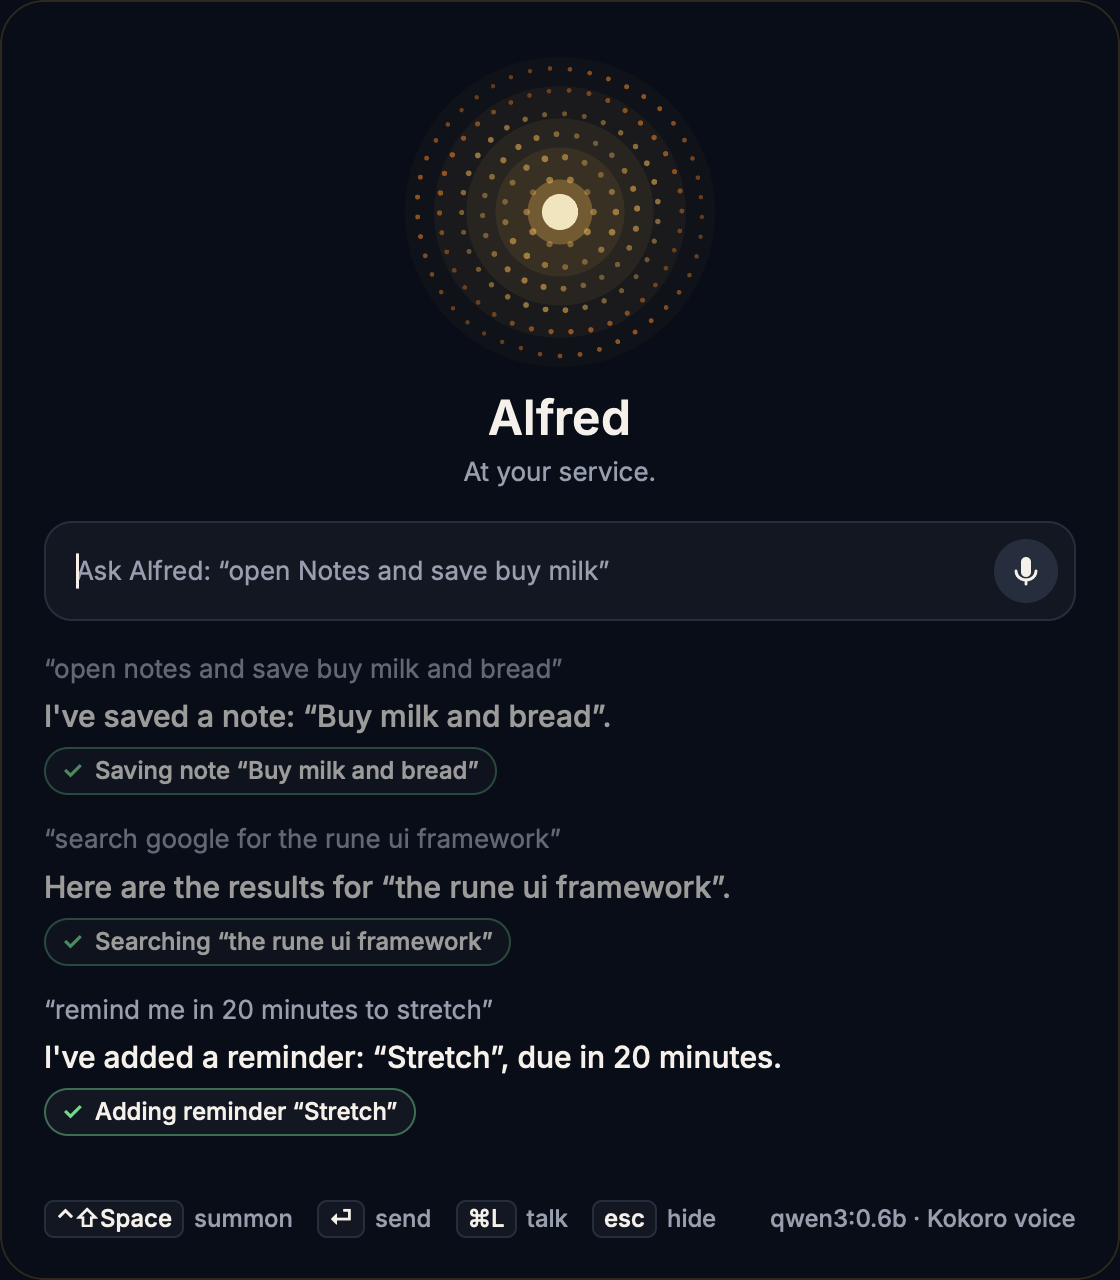 Alfred
At your service.
Ask Alfred: “open Notes and save buy milk”
“open notes and save buy milk and bread”
I've saved a note: “Buy milk and bread”.
✓ Saving note “Buy milk and bread”
“search google for the rune ui framework”
Here are the results for “the rune ui framework”.
✓ Searching “the rune ui framework”
“remind me in 20 minutes to stretch”
I've added a reminder: “Stretch”, due in 20 minutes.
✓ Adding reminder “Stretch”
⌃⇧Space summon ⏎ send ⌘L talk esc hide qwen3:0.6b · Kokoro voice